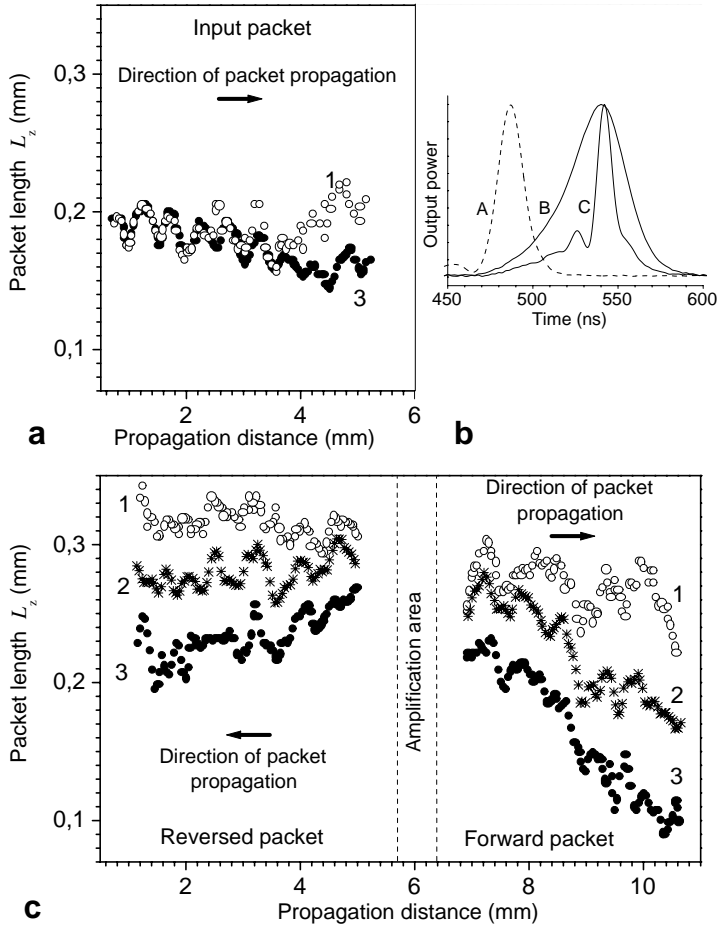 Input packet
Direction of packet propagation
Packet length L_z (mm)
0,3
0,2
0,1
1
3
2
4
6
Propagation distance (mm)
a
Output power
A
B
C
450
500
550
600
Time (ns)
b
Packet length L_z (mm)
0,3
0,2
0,1
1
2
3
Direction of packet
propagation
Reversed packet
Amplification area
Direction of packet
propagation
1
2
3
Forward packet
2
4
6
8
10
Propagation distance (mm)
c